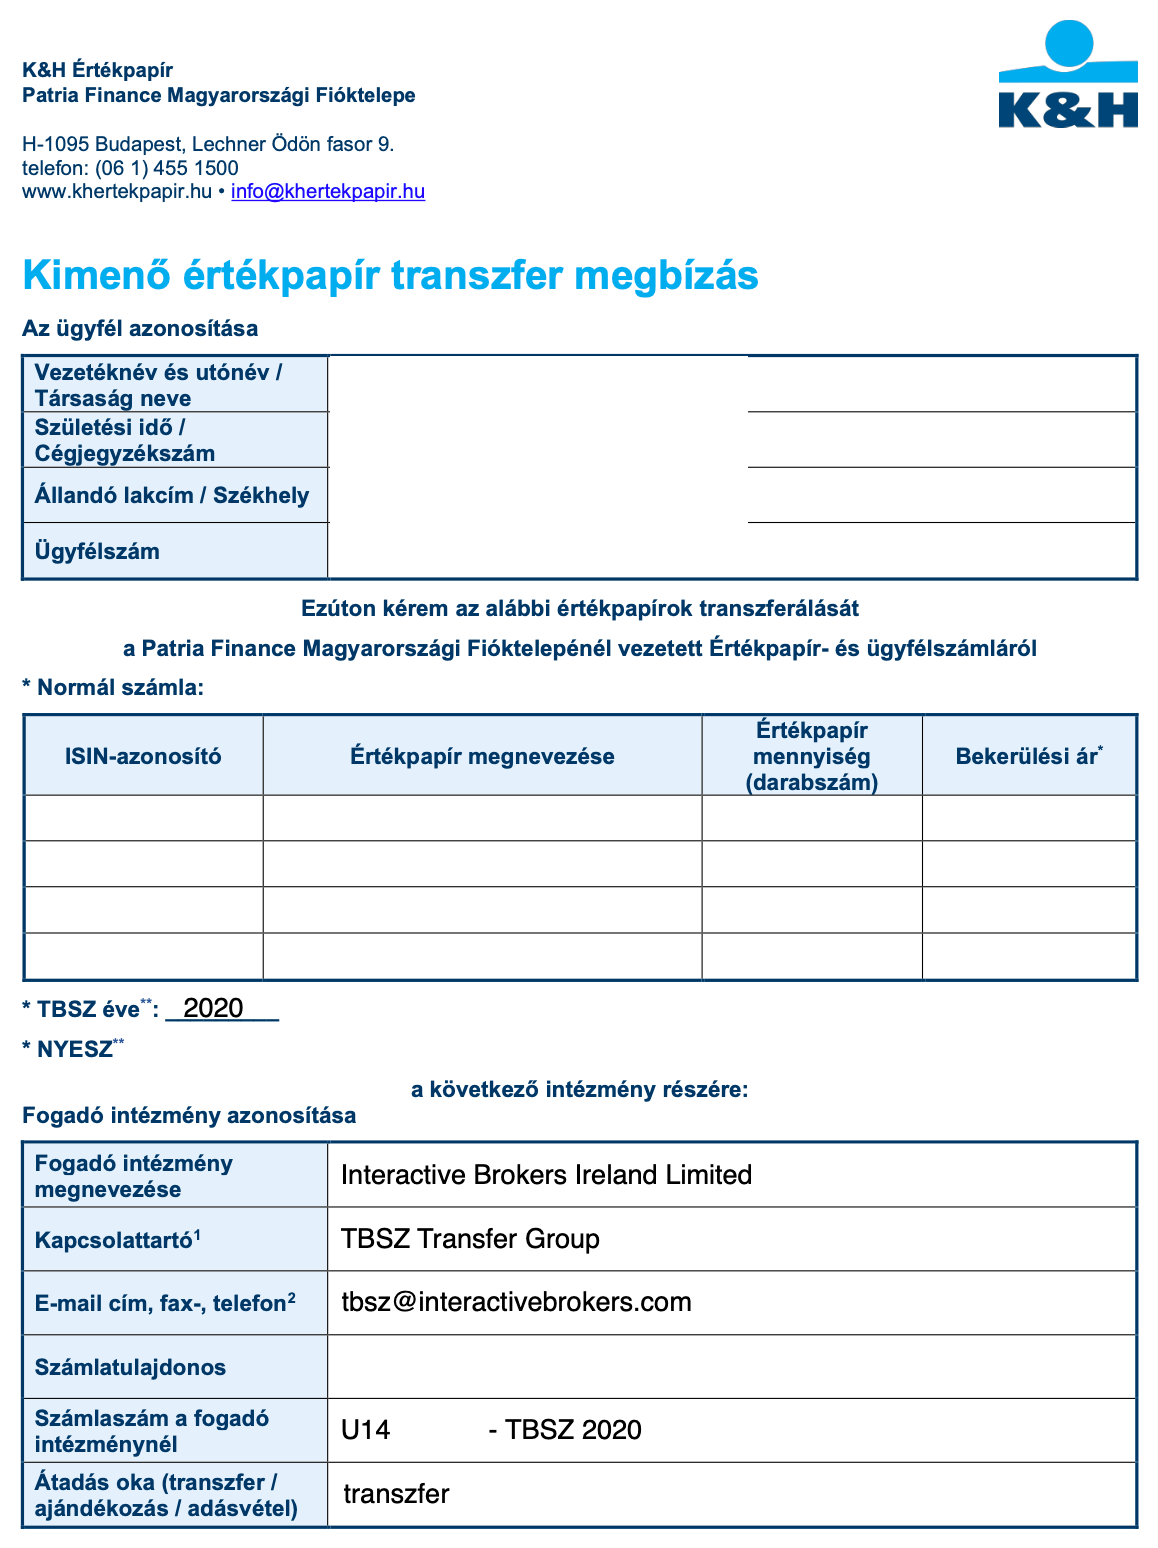 K&H Értékpapír
Patria Finance Magyarországi Fióktelepe
K&H
H-1095 Budapest, Lechner Ödön fasor 9.
telefon: (06 1) 455 1500
www.khertekpapir.hu • info@khertekpapir.hu
Kimenő értékpapír transzfer megbízás
Az ügyfél azonosítása
Vezetéknév és utónév /
Társaság neve
Születési idő /
Cégjegyzékszám
Állandó lakcím / Székhely
Ügyfélszám
Ezúton kérem az alábbi értékpapírok transzferálását
a Patria Finance Magyarországi Fióktelepénél vezetett Értékpapír- és ügyfélszámláról
* Normál számla:
ISIN-azonosító
Értékpapír megnevezése
Értékpapír
mennyiség
(darabszám)
Bekerülési ár*
* TBSZ éve**: 2020
* NYESZ**
a következő intézmény részére:
Fogadó intézmény azonosítása
Fogadó intézmény
megnevezése
Interactive Brokers Ireland Limited
Kapcsolattartó1
TBSZ Transfer Group
E-mail cím, fax-, telefon2
tbsz@interactivebrokers.com
Számlatulajdonos
Számlaszám a fogadó
intézménynél
U14 - TBSZ 2020
Átadás oka (transzfer /
ajándékozás / adásvétel)
transzfer